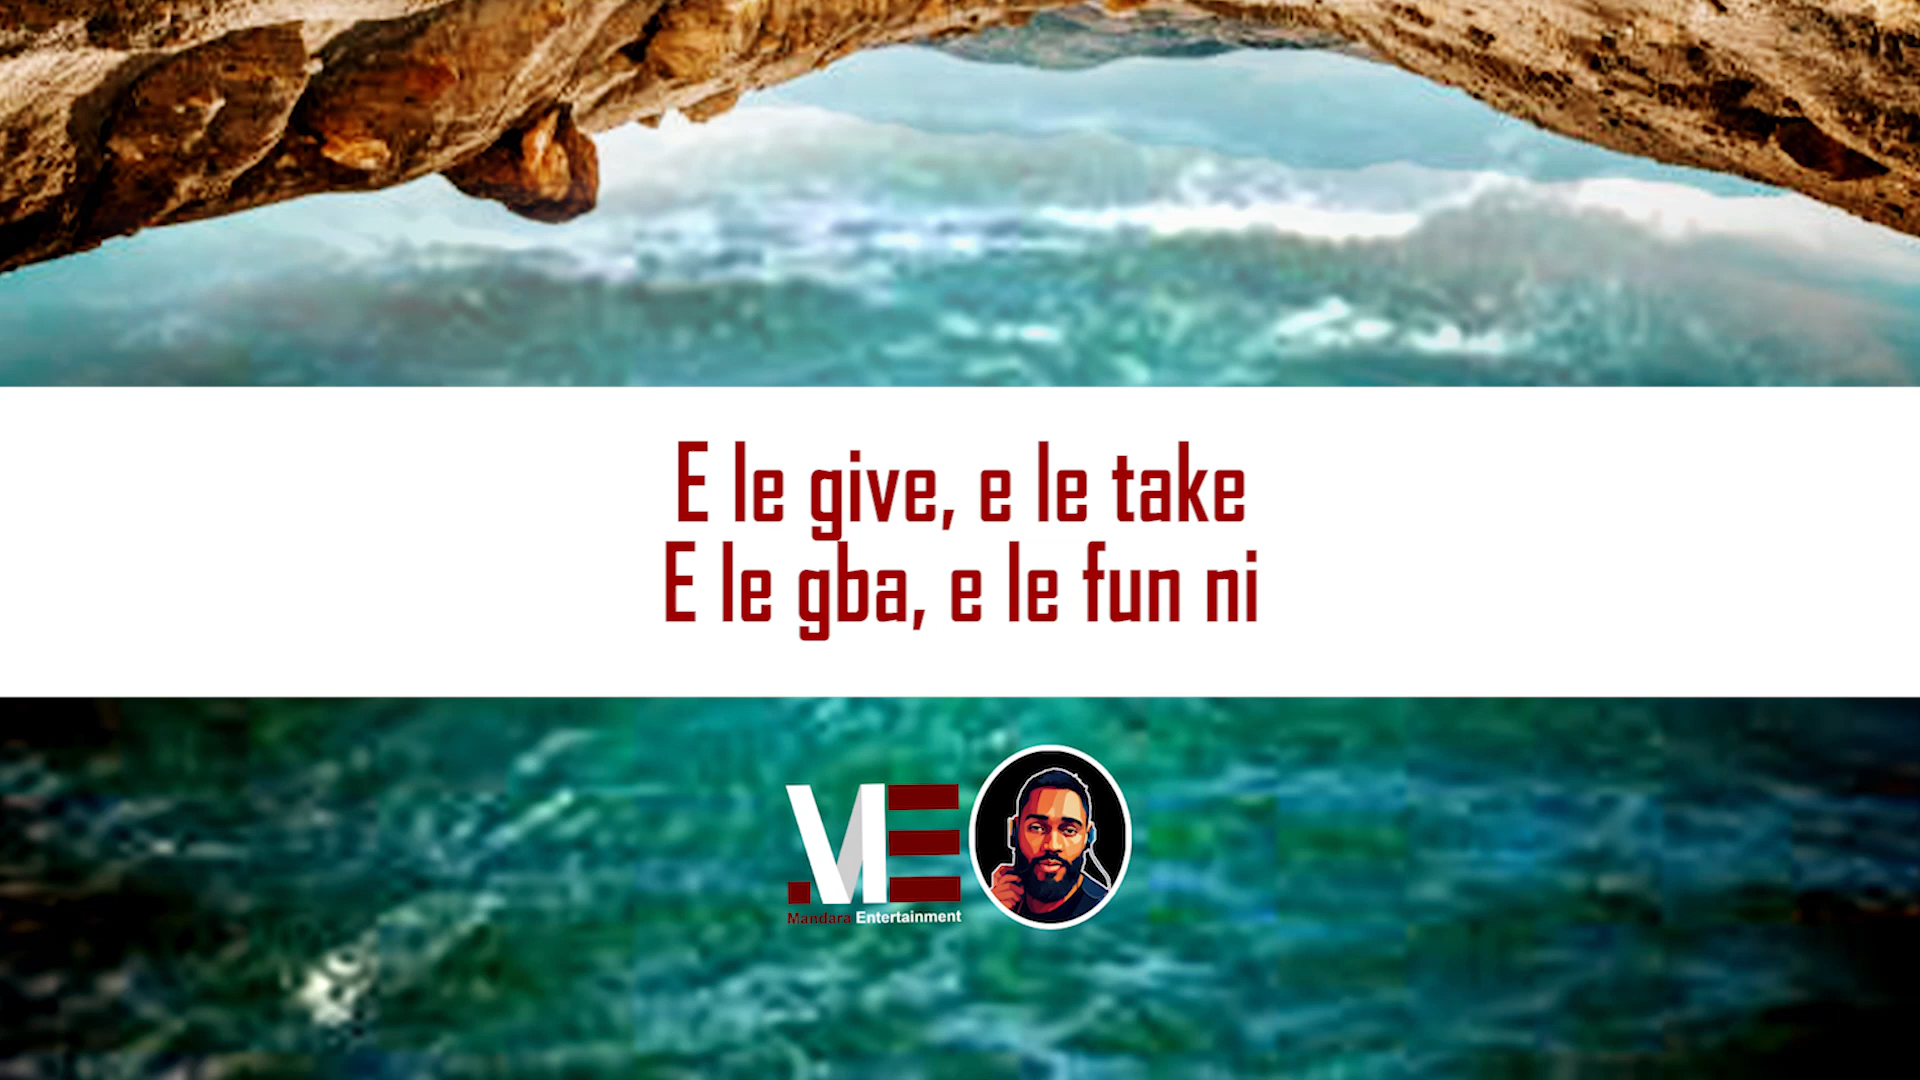 E le give, e le take
E le gba, e le fun ni
Mandara Entertainment